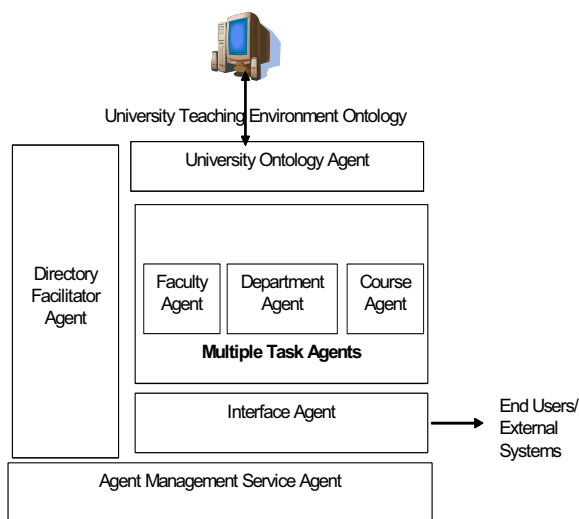 University Teaching Environment Ontology
University Ontology Agent
Directory
Facilitator
Agent
Faculty
Agent
Department
Agent
Course
Agent
Multiple Task Agents
Interface Agent
End Users/
External
Systems
Agent Management Service Agent